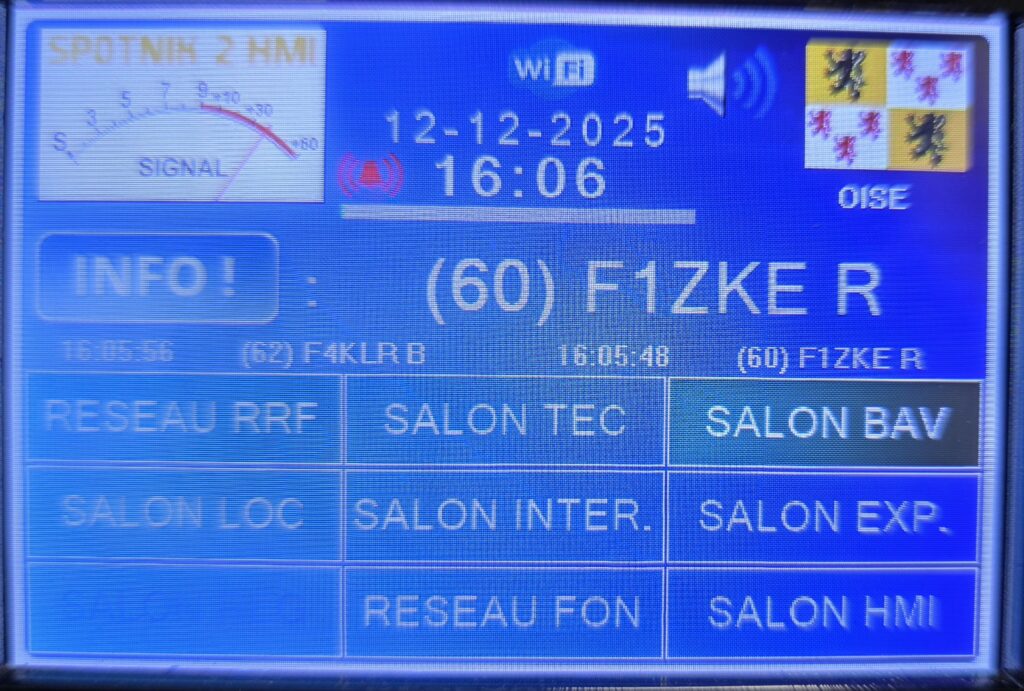 SPOTNIK 2 HMI
S 3 5 7 9 +10 +30 +60
SIGNAL
WiFi
12-12-2025
16:06
OISE
INFO ! : (60) F1ZKE R
16:05:56 (62) F4KLR B 16:05:48 (60) F1ZKE R
RESEAU RRF SALON TEC SALON BAV
SALON LOC SALON INTER. SALON EXP.
RESEAU FON SALON HMI